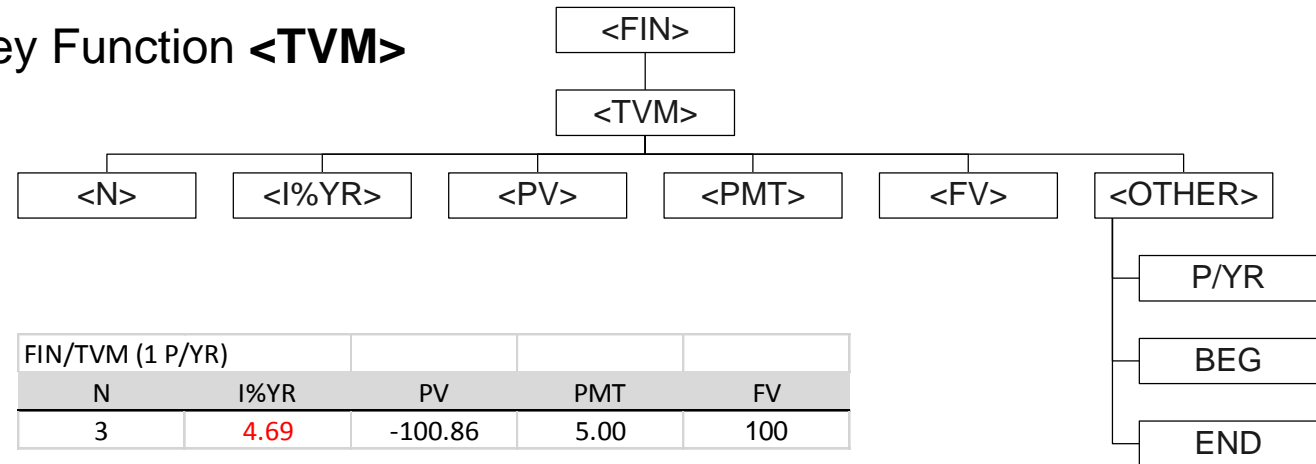 ey Function <TVM>
<FIN>
<TVM>
<N> <I%YR> <PV> <PMT> <FV> <OTHER>
P/YR
BEG
END
FIN/TVM (1 P/YR)
N I%YR PV PMT FV
3 4.69 -100.86 5.00 100